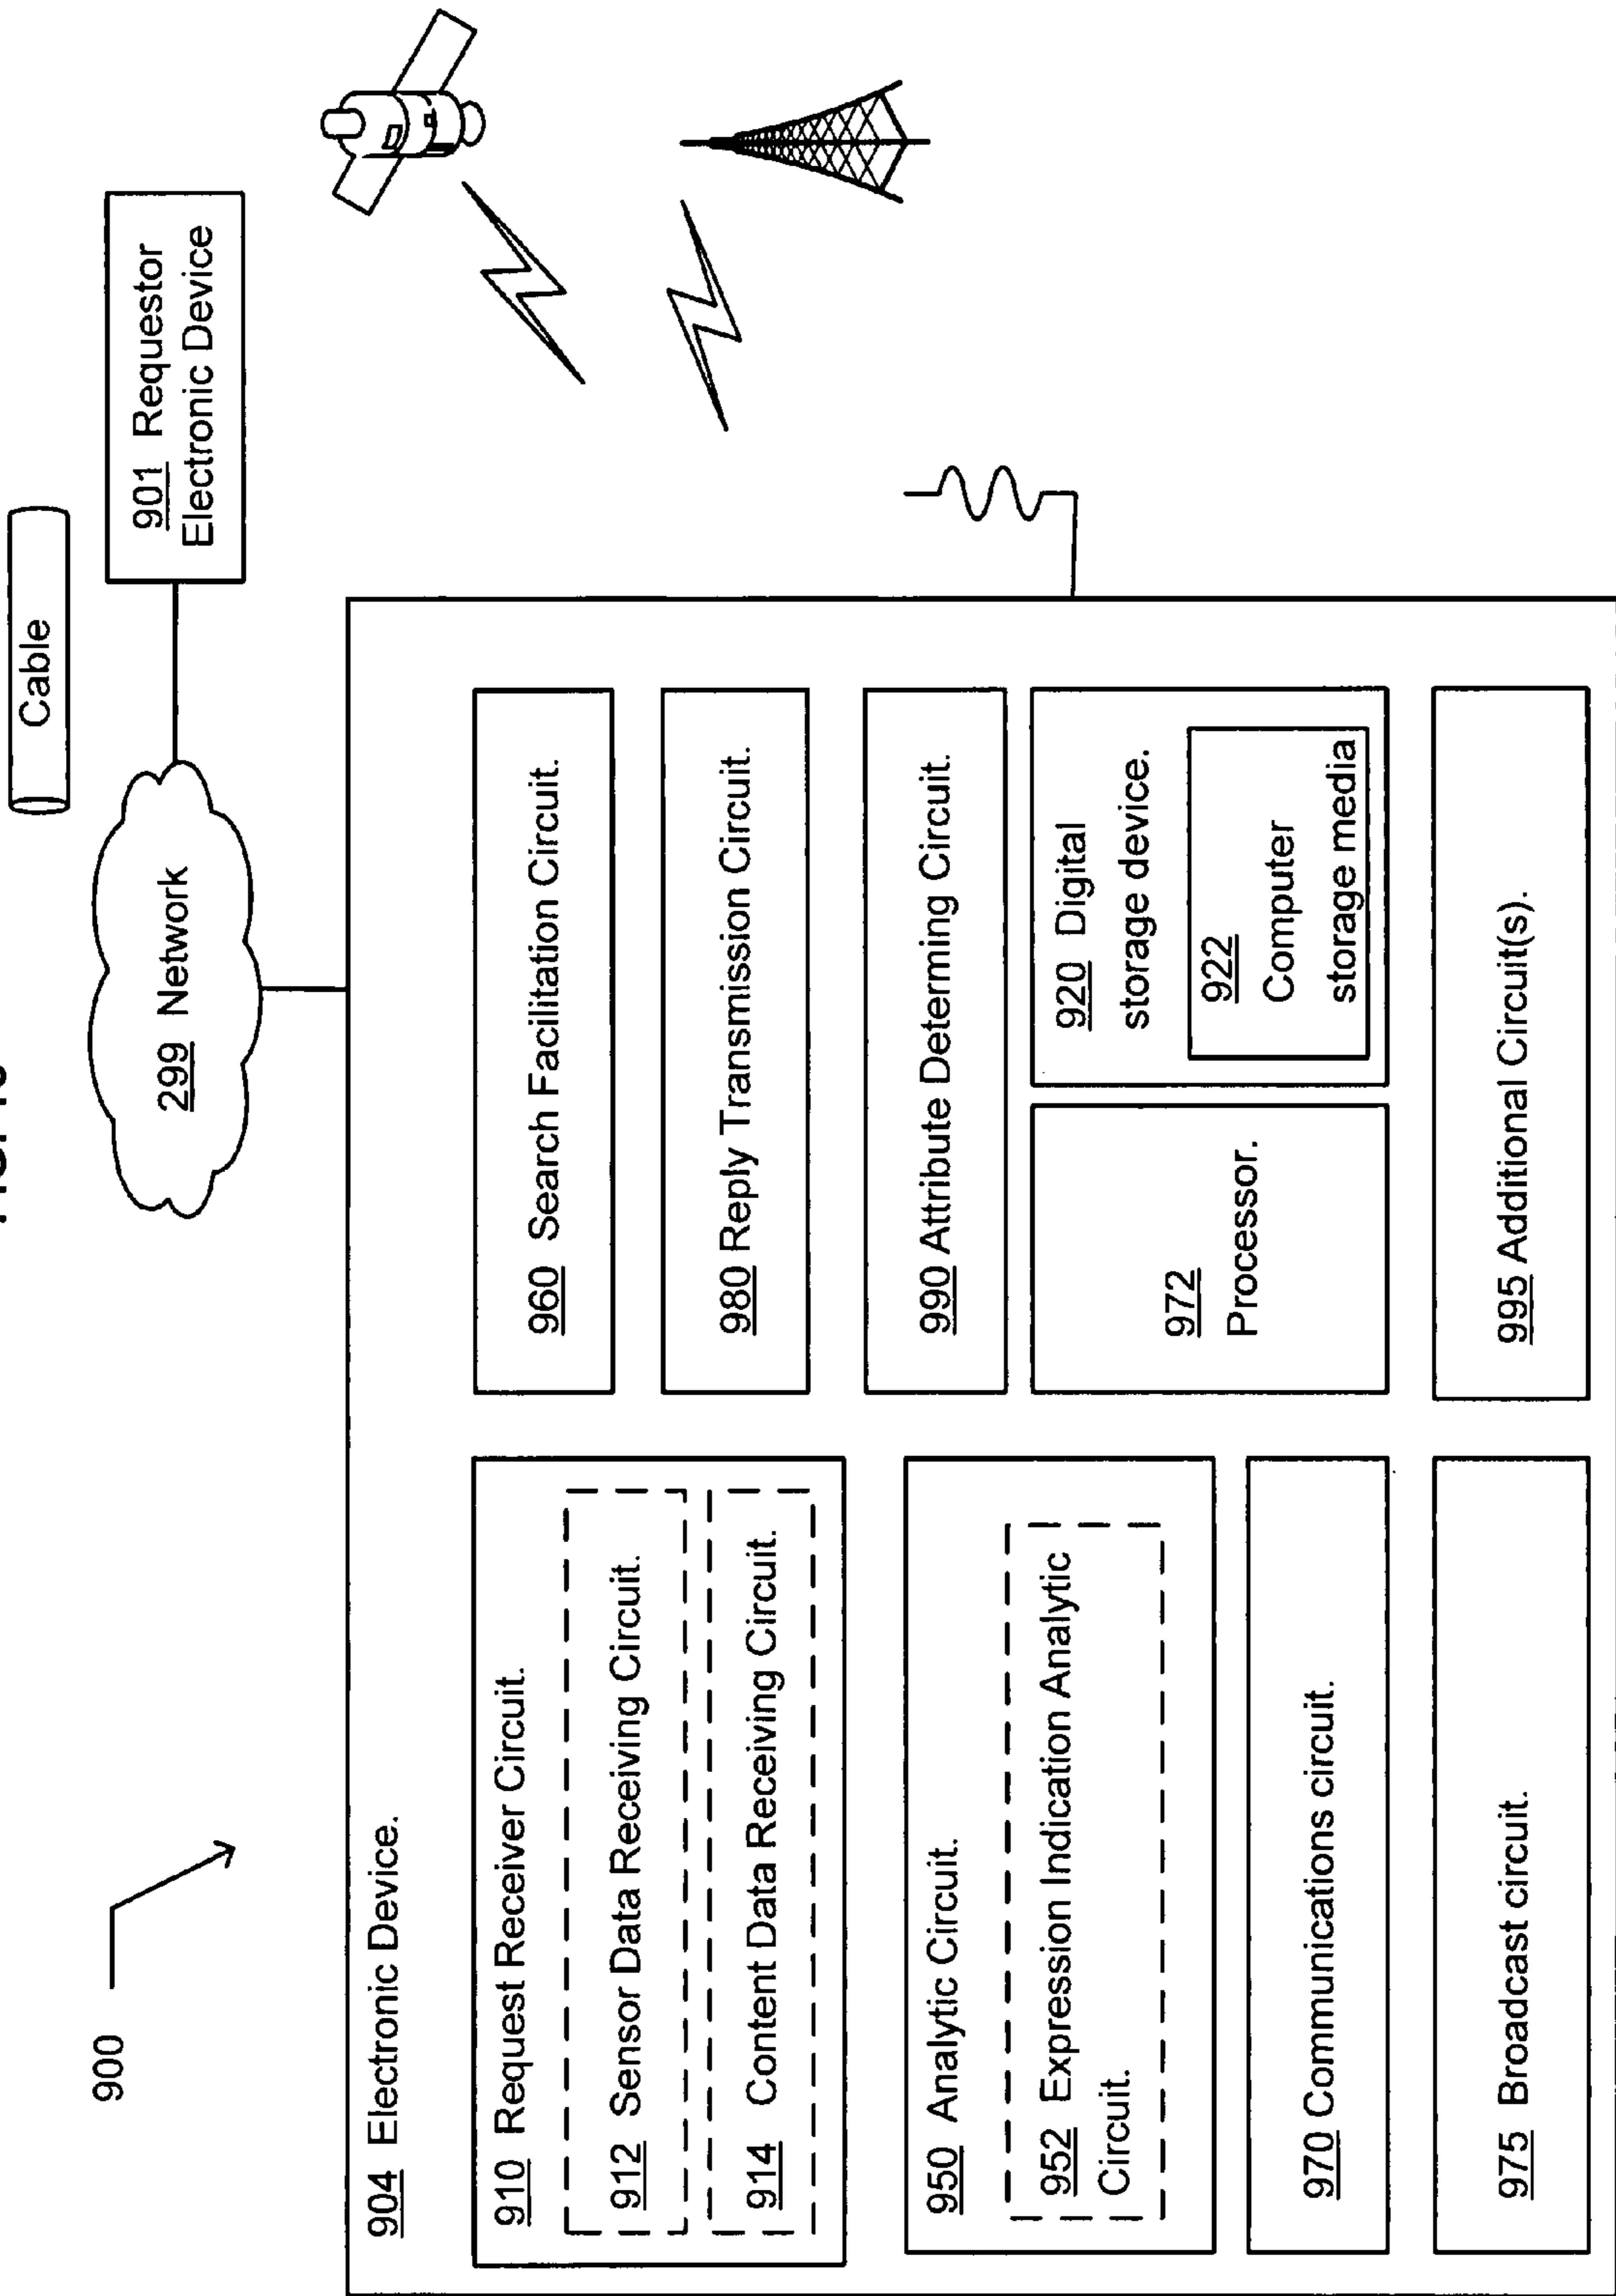 900
Cable
299 Network
901 Requestor
Electronic Device
904 Electronic Device.
910 Request Receiver Circuit.
912 Sensor Data Receiving Circuit.
914 Content Data Receiving Circuit.
950 Analytic Circuit.
952 Expression Indication Analytic
Circuit.
970 Communications circuit.
975 Broadcast circuit.
960 Search Facilitation Circuit.
980 Reply Transmission Circuit.
990 Attribute Determining Circuit.
972
Processor.
920 Digital
storage device.
922
Computer
storage media
995 Additional Circuit(s).